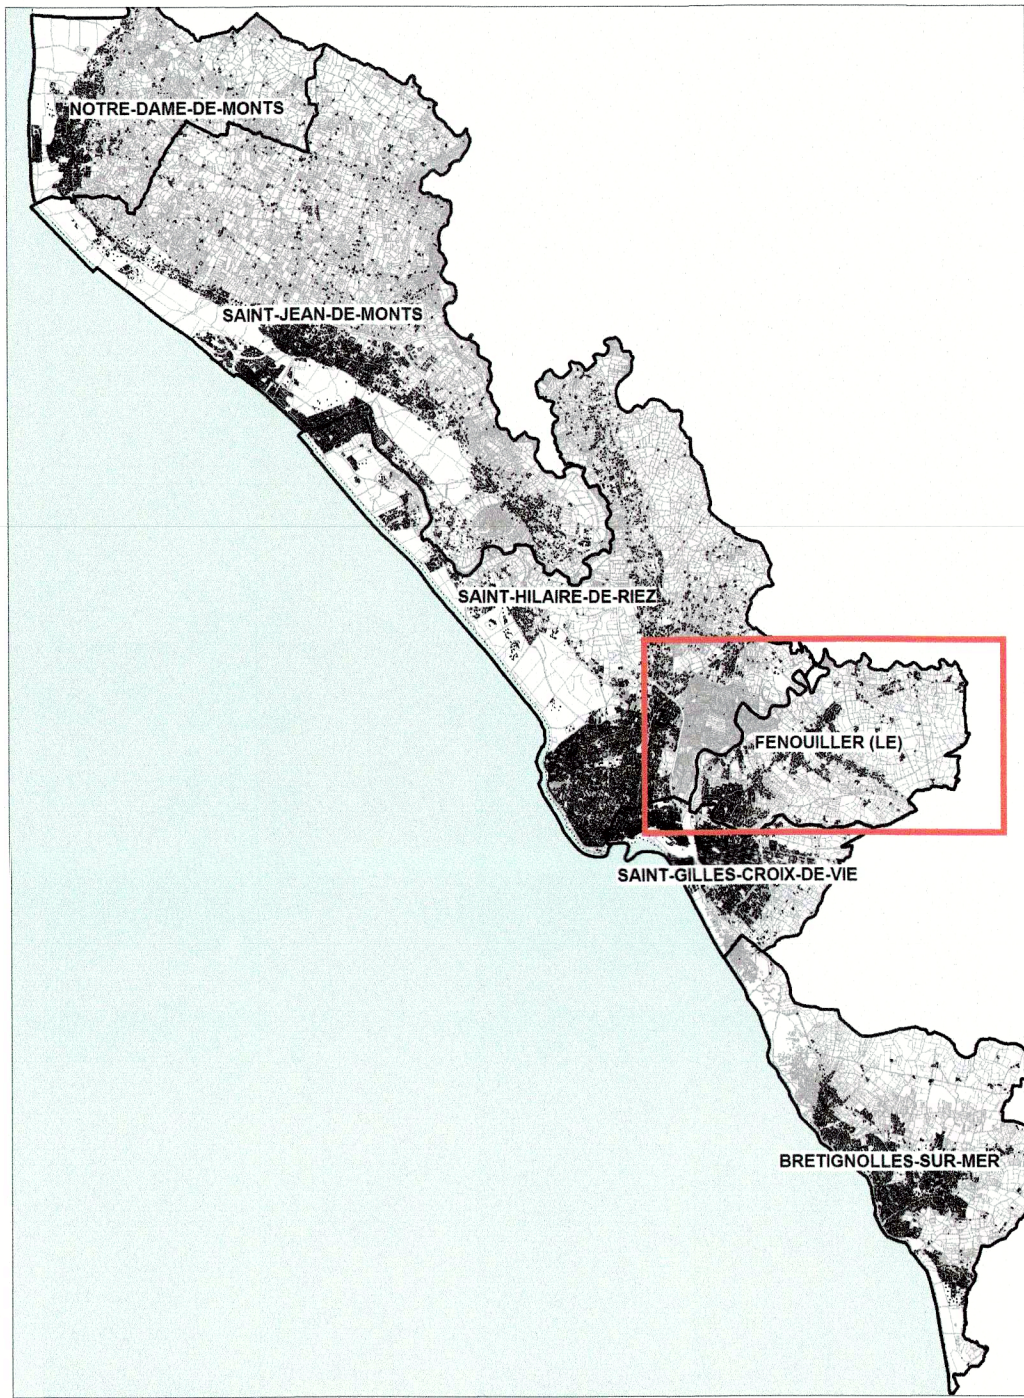 NOTRE-DAME-DE-MONTS
SAINT-JEAN-DE-MONTS
SAINT-HILAIRE-DE-RIEZ
FENOUILLER (LE)
SAINT-GILLES-CROIX-DE-VIE
BRETIGNOLLES-SUR-MER